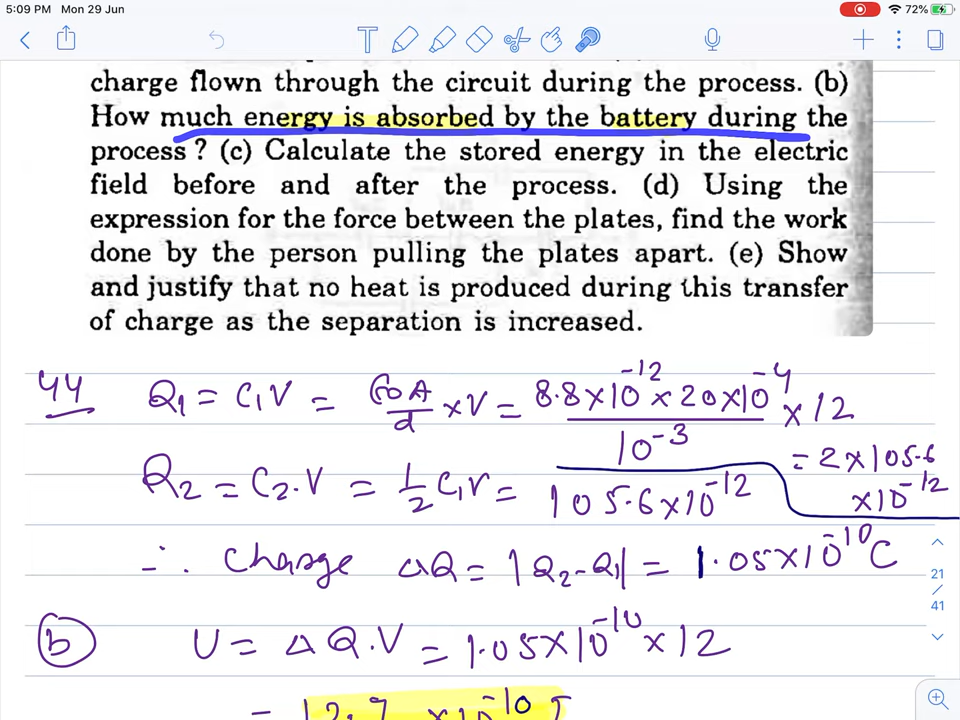 5:09 PM Mon 29 Jun 72%
charge flown through the circuit during the process. (b)
How much energy is absorbed by the battery during the
process ? (c) Calculate the stored energy in the electric
field before and after the process. (d) Using the
expression for the force between the plates, find the work
done by the person pulling the plates apart. (e) Show
and justify that no heat is produced during this transfer
of charge as the separation is increased.
44 Q1 = C1V = ε0A/d × V = 8.8×10^-12 × 20×10^-4 / 10^-3 × 12
= 2×105.6 ×10^-12
Q2 = C2.V = 1/2 C1V = 105.6×10^-12
∴ Charge ΔQ = |Q2-Q1| = 1.05×10^-10 C
21 / 41
(b) U = ΔQ.V = 1.05×10^-10 × 12
= 12.7 ×10^-10 J